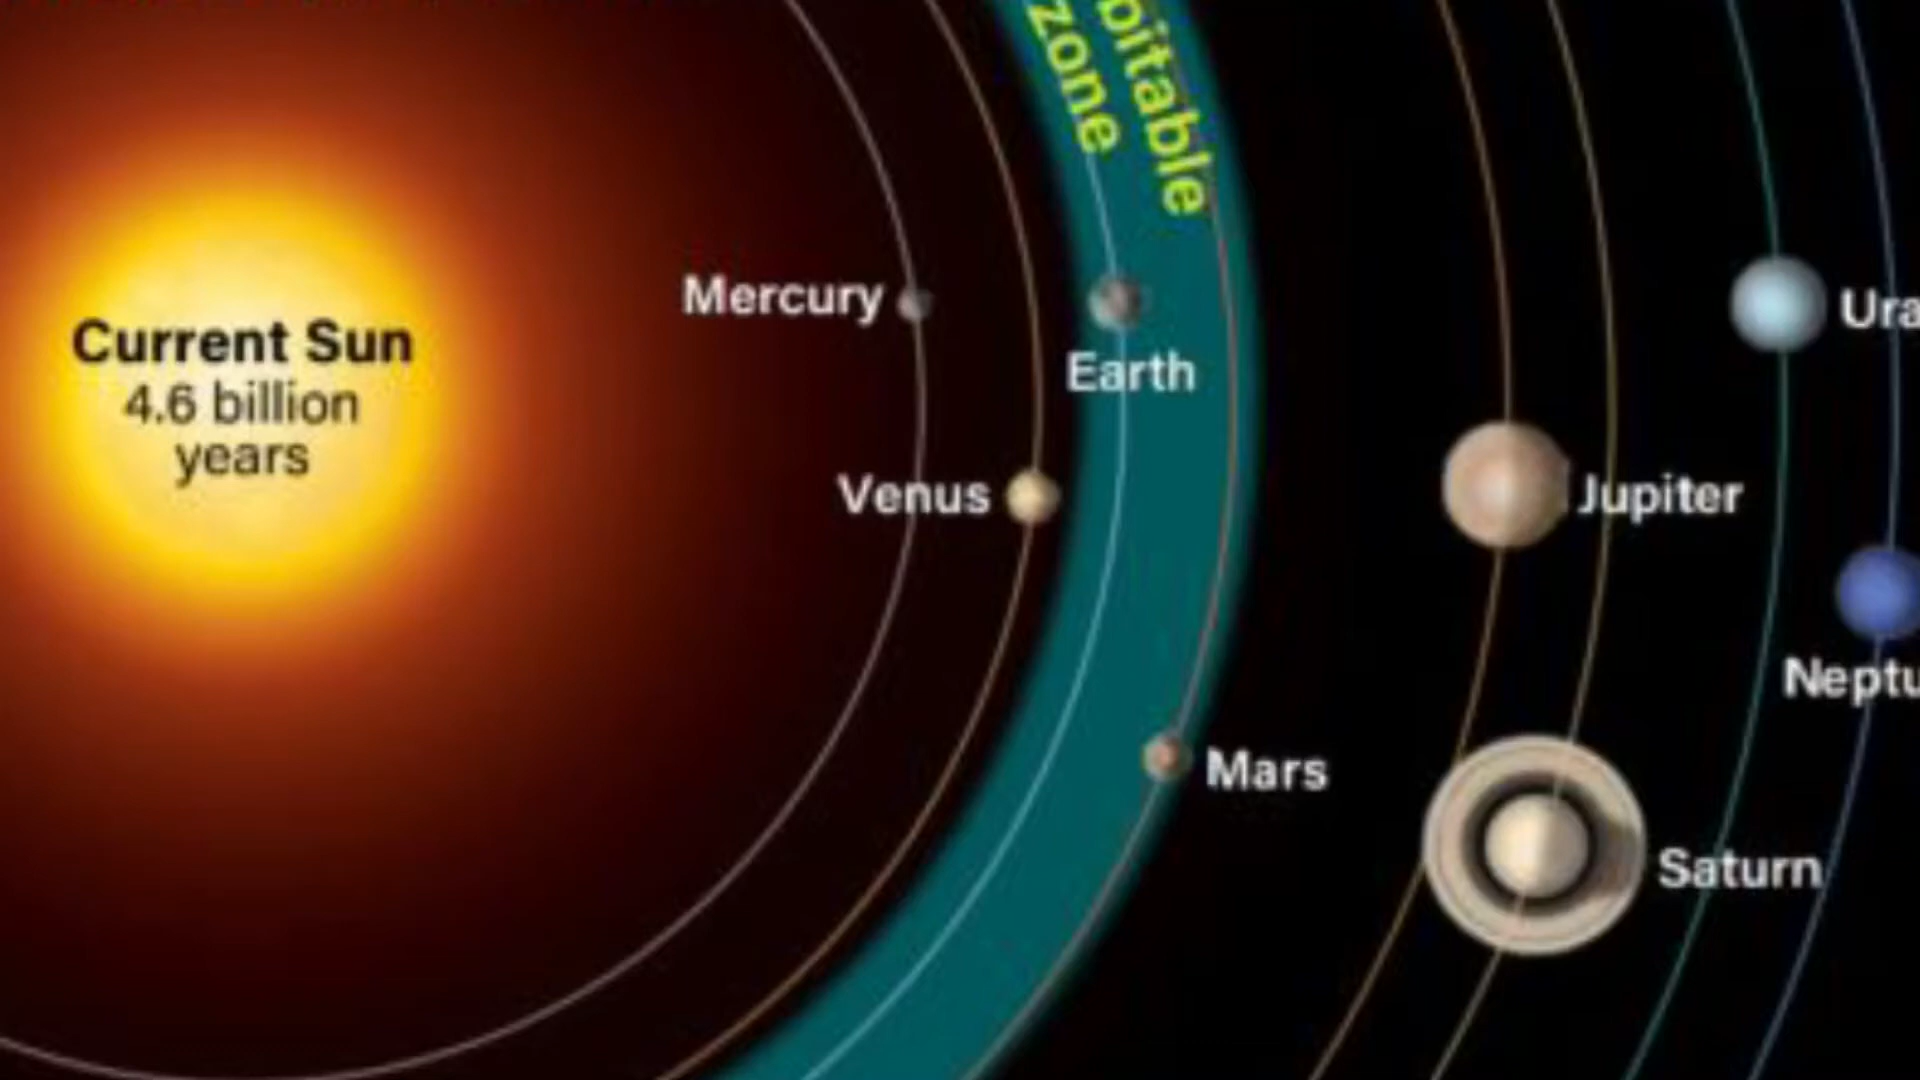 bitable
zone
Mercury
Ura
Current Sun
4.6 billion
years
Earth
Venus
Jupiter
Neptu
Mars
Saturn